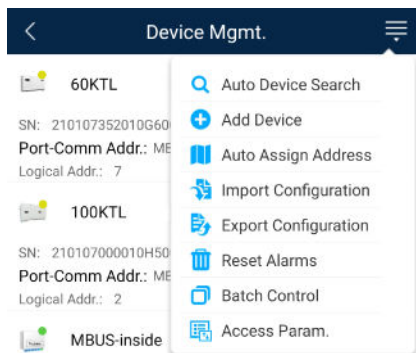 Device Mgmt.
60KTL
SN: 210107352010G60
Port-Comm Addr.: ME
Logical Addr.: 7
100KTL
SN: 210107000010H50
Port-Comm Addr.: ME
Logical Addr.: 2
MBUS-inside
Auto Device Search
Add Device
Auto Assign Address
Import Configuration
Export Configuration
Reset Alarms
Batch Control
Access Param.